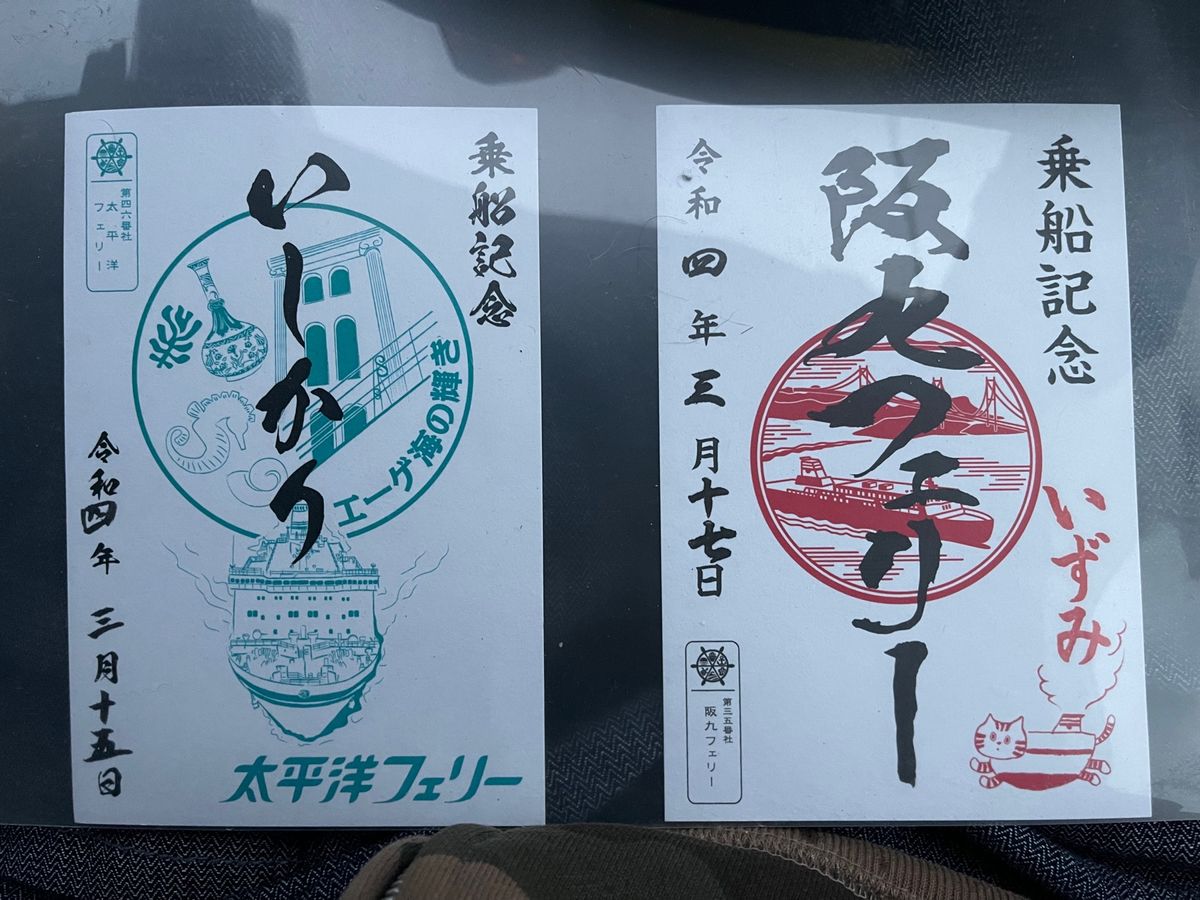 乗船記念
いしかり
エーゲ海の輝き
第四六番社
太平洋
フェリー
令和四年 三月十五日
太平洋フェリー
乗船記念
阪九フェリー
いずみ
令和四年三月十七日
第三五番社
阪九フェリー